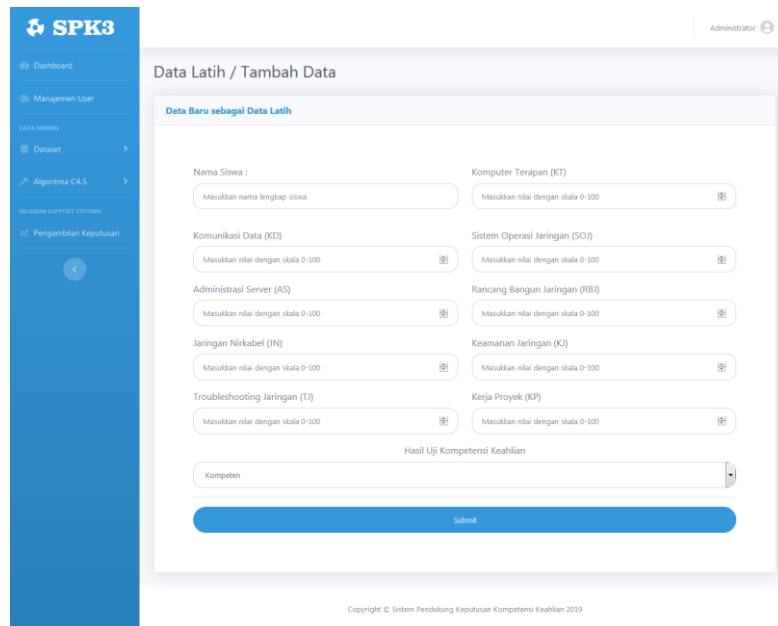 SPK3
Administrator
Dashboard
Manajemen User
DATA MINING
Dataset
Algoritma C4.5
DECISION SUPPORT SYSTEMS
Pengambilan Keputusan
Data Latih / Tambah Data
Data Baru sebagai Data Latih
Nama Siswa :
Masukkan nama lengkap siswa
Komputer Terapan (KT)
Masukkan nilai dengan skala 0-100
Komunikasi Data (KD)
Masukkan nilai dengan skala 0-100
Sistem Operasi Jaringan (SOJ)
Masukkan nilai dengan skala 0-100
Administrasi Server (AS)
Masukkan nilai dengan skala 0-100
Rancang Bangun Jaringan (RBJ)
Masukkan nilai dengan skala 0-100
Jaringan Nirkabel (JN)
Masukkan nilai dengan skala 0-100
Keamanan Jaringan (KJ)
Masukkan nilai dengan skala 0-100
Troubleshooting Jaringan (TJ)
Masukkan nilai dengan skala 0-100
Kerja Proyek (KP)
Masukkan nilai dengan skala 0-100
Hasil Uji Kompetensi Keahlian
Kompeten
Submit
Copyright © Sistem Pendukung Keputusan Kompetensi Keahlian 2019